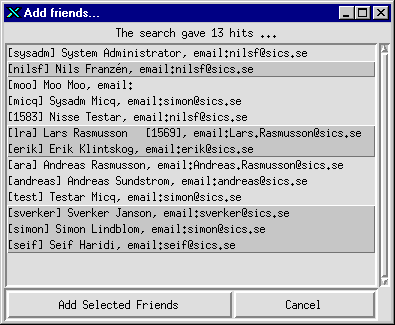 Add friends...
The search gave 13 hits ...
[sysadm] System Administrator, email:nilsf@sics.se
[nilsf] Nils Franzén, email:nilsf@sics.se
[moo] Moo Moo, email:
[micq] Sysadm Micq, email:simon@sics.se
[1583] Nisse Testar, email:nilsf@sics.se
[lra] Lars Rasmusson   [1569], email:Lars.Rasmusson@sics.se
[erik] Erik Klintskog, email:erik@sics.se
[ara] Andreas Rasmusson, email:Andreas.Rasmusson@sics.se
[andreas] Andreas Sundstrom, email:andreas@sics.se
[test] Testar Micq, email:simon@sics.se
[sverker] Sverker Janson, email:sverker@sics.se
[simon] Simon Lindblom, email:simon@sics.se
[seif] Seif Haridi, email:seif@sics.se
Add Selected Friends
Cancel